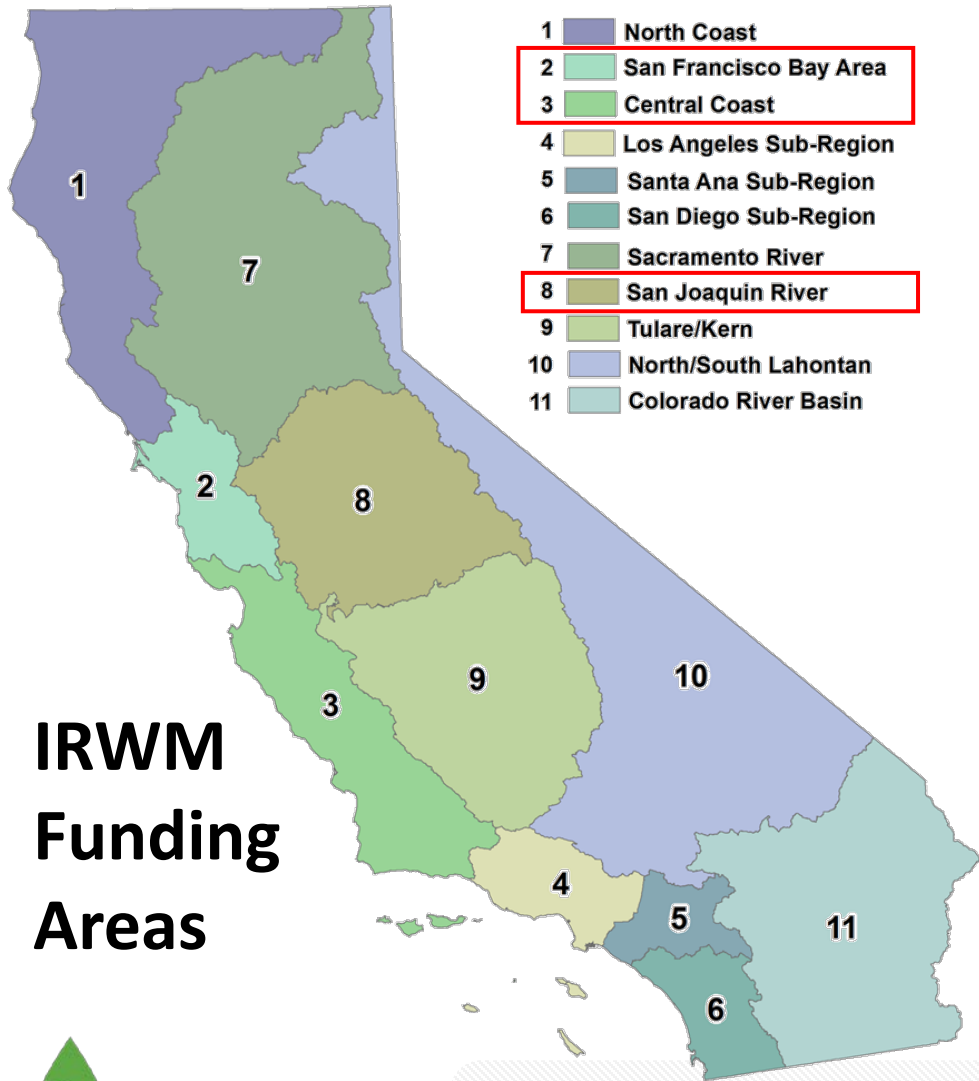 1 North Coast
2 San Francisco Bay Area
3 Central Coast
4 Los Angeles Sub-Region
5 Santa Ana Sub-Region
6 San Diego Sub-Region
7 Sacramento River
8 San Joaquin River
9 Tulare/Kern
10 North/South Lahontan
11 Colorado River Basin
1
7
2
8
9
10
3
4
5
11
6
IRWM
Funding
Areas